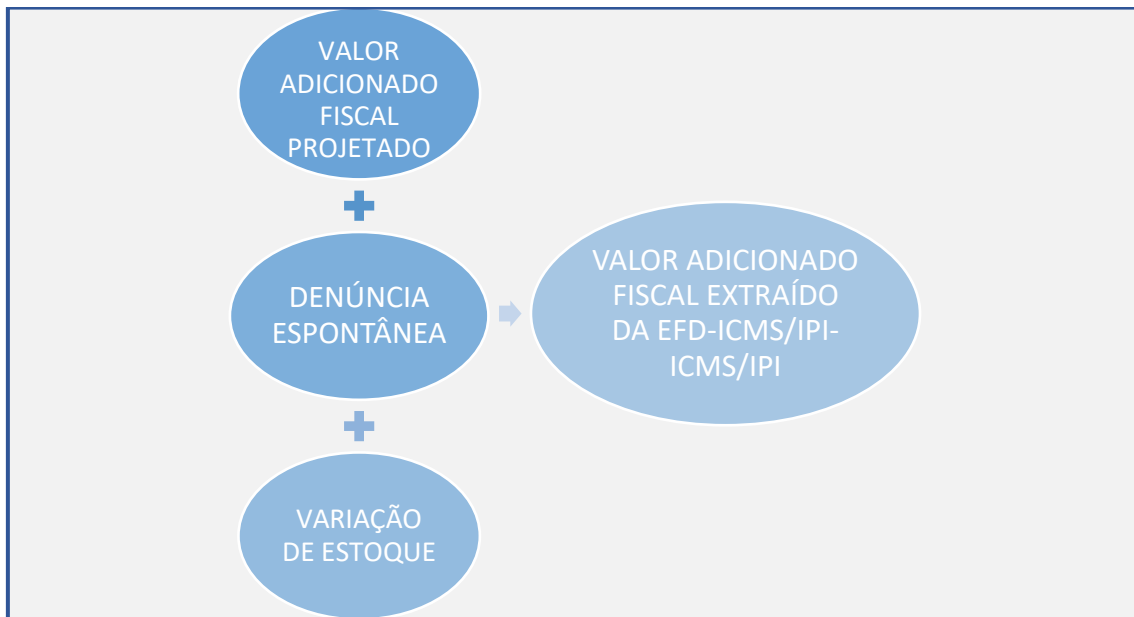 VALOR
ADICIONADO
FISCAL
PROJETADO
DENÚNCIA
ESPONTÂNEA
VARIAÇÃO
DE ESTOQUE
VALOR ADICIONADO
FISCAL EXTRAÍDO
DA EFD-ICMS/IPI-
ICMS/IPI